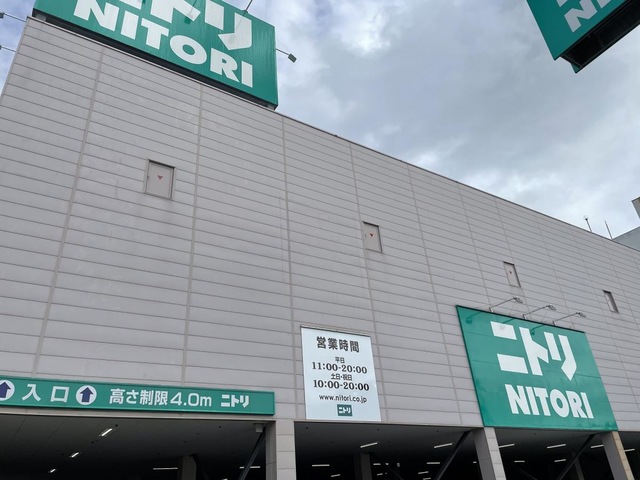 ニトリ
NITORI
営業時間
平日
11:00-20:00
土日・祝日
10:00-20:00
www.nitori.co.jp
ニトリ
ニトリ
NITORI
入口 高さ制限4.0m ニトリ